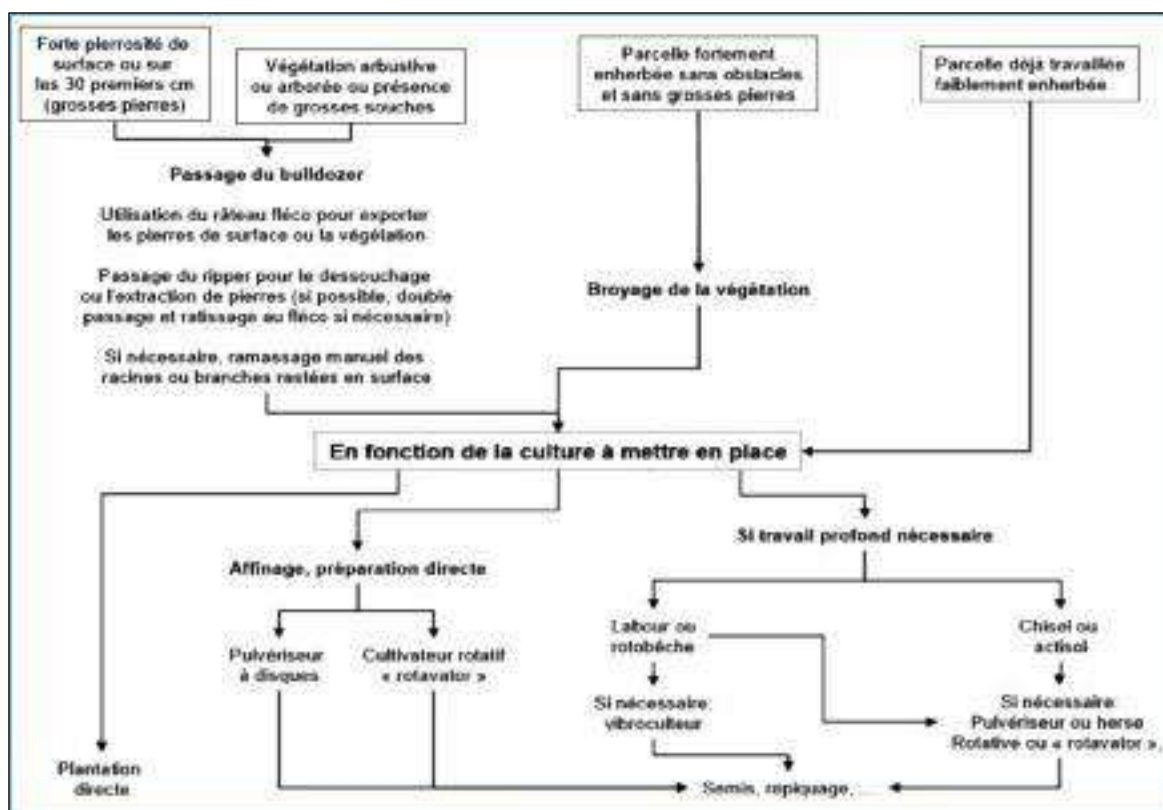 Forte pierrosité de
surface ou sur
les 30 premiers cm
(grosses pierres)
Végétation arbustive
ou arborée ou présence
de grosses souches
Parcelle fortement
enherbée sans obstacles
et sans grosses pierres
Parcelle déjà travaillée
faiblement enherbée
Passage du bulldozer
Utilisation du râteau fléco pour exporter
les pierres de surface ou la végétation
Passage du ripper pour le dessouchage
ou l'extraction de pierres (si possible, double
passage et ratissage au fléco si nécessaire)
Si nécessaire, ramassage manuel des
racines ou branches restées en surface
Broyage de la végétation
En fonction de la culture à mettre en place
Affinage, préparation directe
Pulvériseur
à disques
Cultivateur rotatif
« rotavator »
Si travail profond nécessaire
Labour ou
rotobêche
Chisel ou
actisol
Si nécessaire:
vibroculteur
Si nécessaire:
Pulvériseur ou herse
Rotative ou « rotavator ».
Plantation
directe
Semis, repiquage, ...